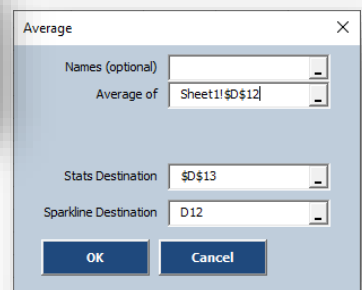 Average
Names (optional)
Average of Sheet1!$D$12
Stats Destination $D$13
Sparkline Destination D12
OK Cancel